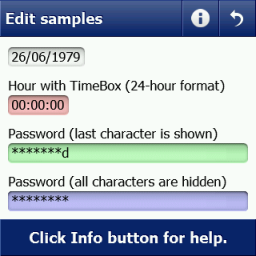 Edit samples
26/06/1979
Hour with TimeBox (24-hour format)
00:00:00
Password (last character is shown)
*******d
Password (all characters are hidden)
********
Click Info button for help.